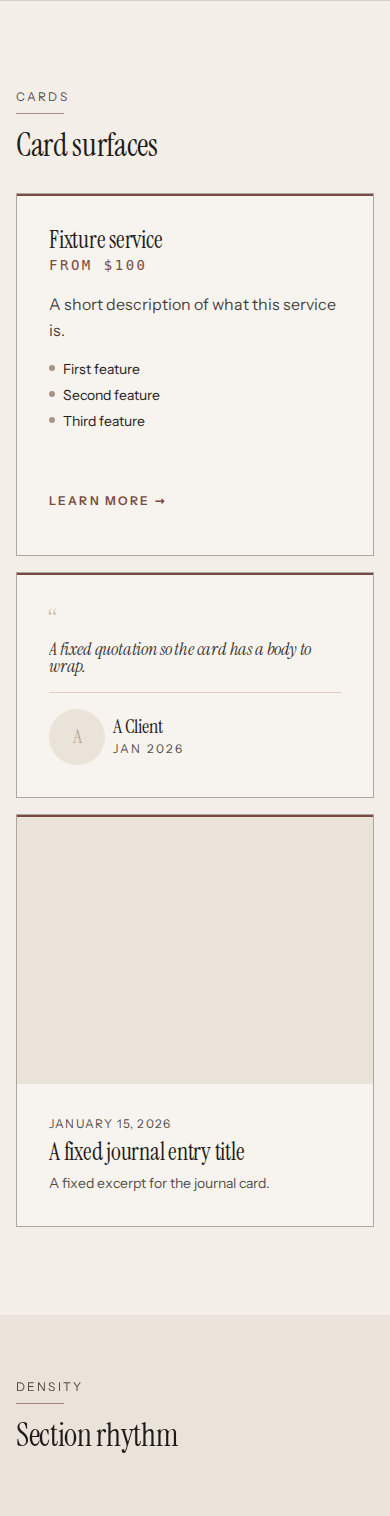 CARDS
Card surfaces
Fixture service
FROM $100
A short description of what this service
is.
First feature
Second feature
Third feature
LEARN MORE →
“
A fixed quotation so the card has a body to
wrap.
A
A Client
JAN 2026
JANUARY 15, 2026
A fixed journal entry title
A fixed excerpt for the journal card.
DENSITY
Section rhythm